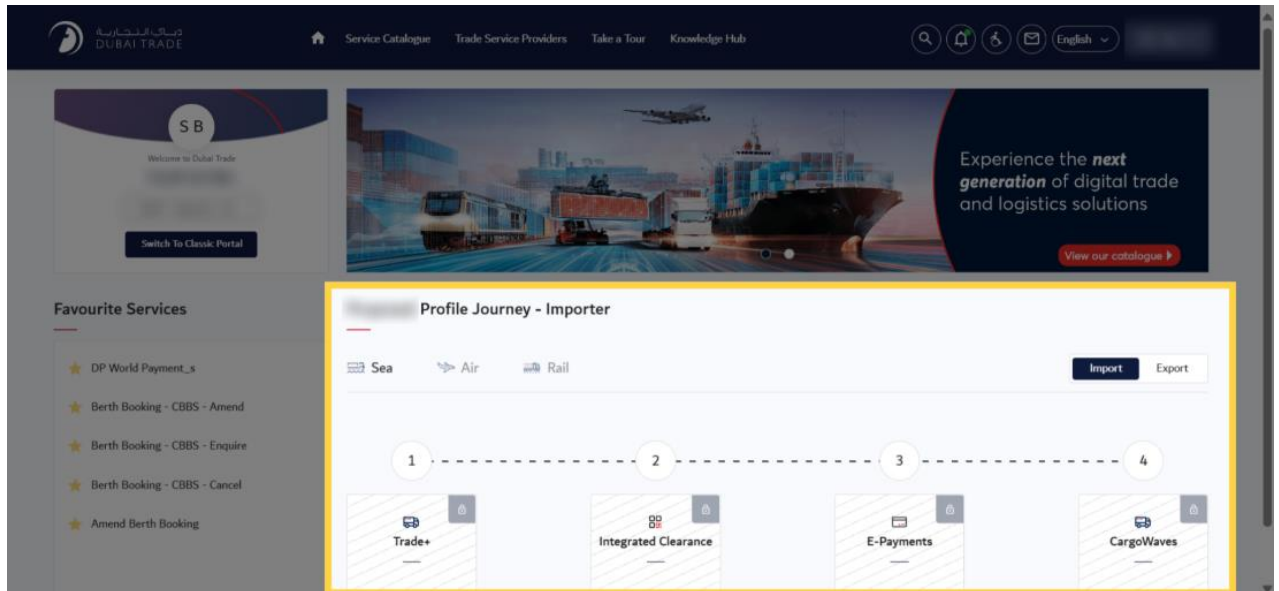 دبي التجارية
DUBAI TRADE
Service Catalogue
Trade Service Providers
Take a Tour
Knowledge Hub
English
S B
Welcome to Dubai Trade
Switch To Classic Portal
Experience the next
generation of digital trade
and logistics solutions
View our catalogue
Favourite Services
DP World Payment_s
Berth Booking - CBBS - Amend
Berth Booking - CBBS - Enquire
Berth Booking - CBBS - Cancel
Amend Berth Booking
Profile Journey - Importer
Sea
Air
Rail
Import
Export
1
2
3
4
Trade+
Integrated Clearance
E-Payments
CargoWaves